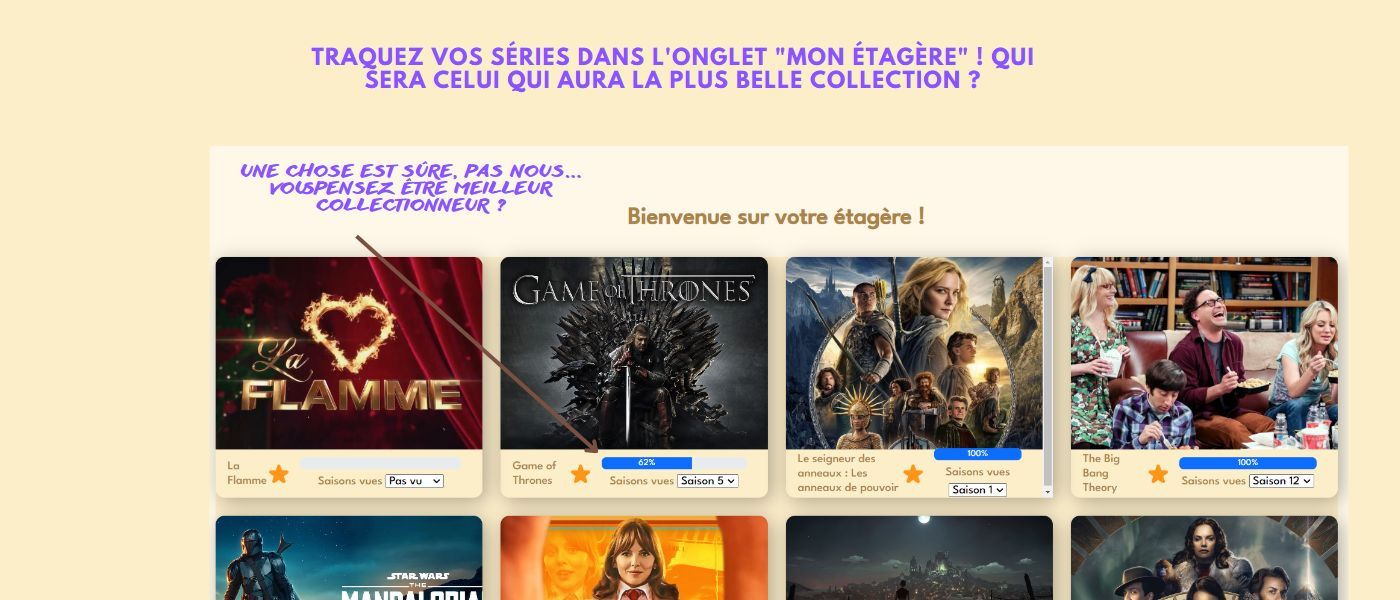 TRAQUEZ VOS SÉRIES DANS L'ONGLET "MON ÉTAGÈRE" ! QUI
SERA CELUI QUI AURA LA PLUS BELLE COLLECTION ?
UNE CHOSE EST SÛRE, PAS NOUS...
VOUS PENSEZ ÊTRE MEILLEUR
COLLECTIONNEUR ?
Bienvenue sur votre étagère !
La
FLAMME
GAME OF THRONES
La
Flamme
Saisons vues Pas vu
Game of
Thrones
62%
Saisons vues Saison 5
Le seigneur des
anneaux : Les
anneaux de pouvoir
100%
Saisons vues
Saison 1
The Big
Bang
Theory
100%
Saisons vues Saison 12
STAR WARS
THE
MANDALORIA